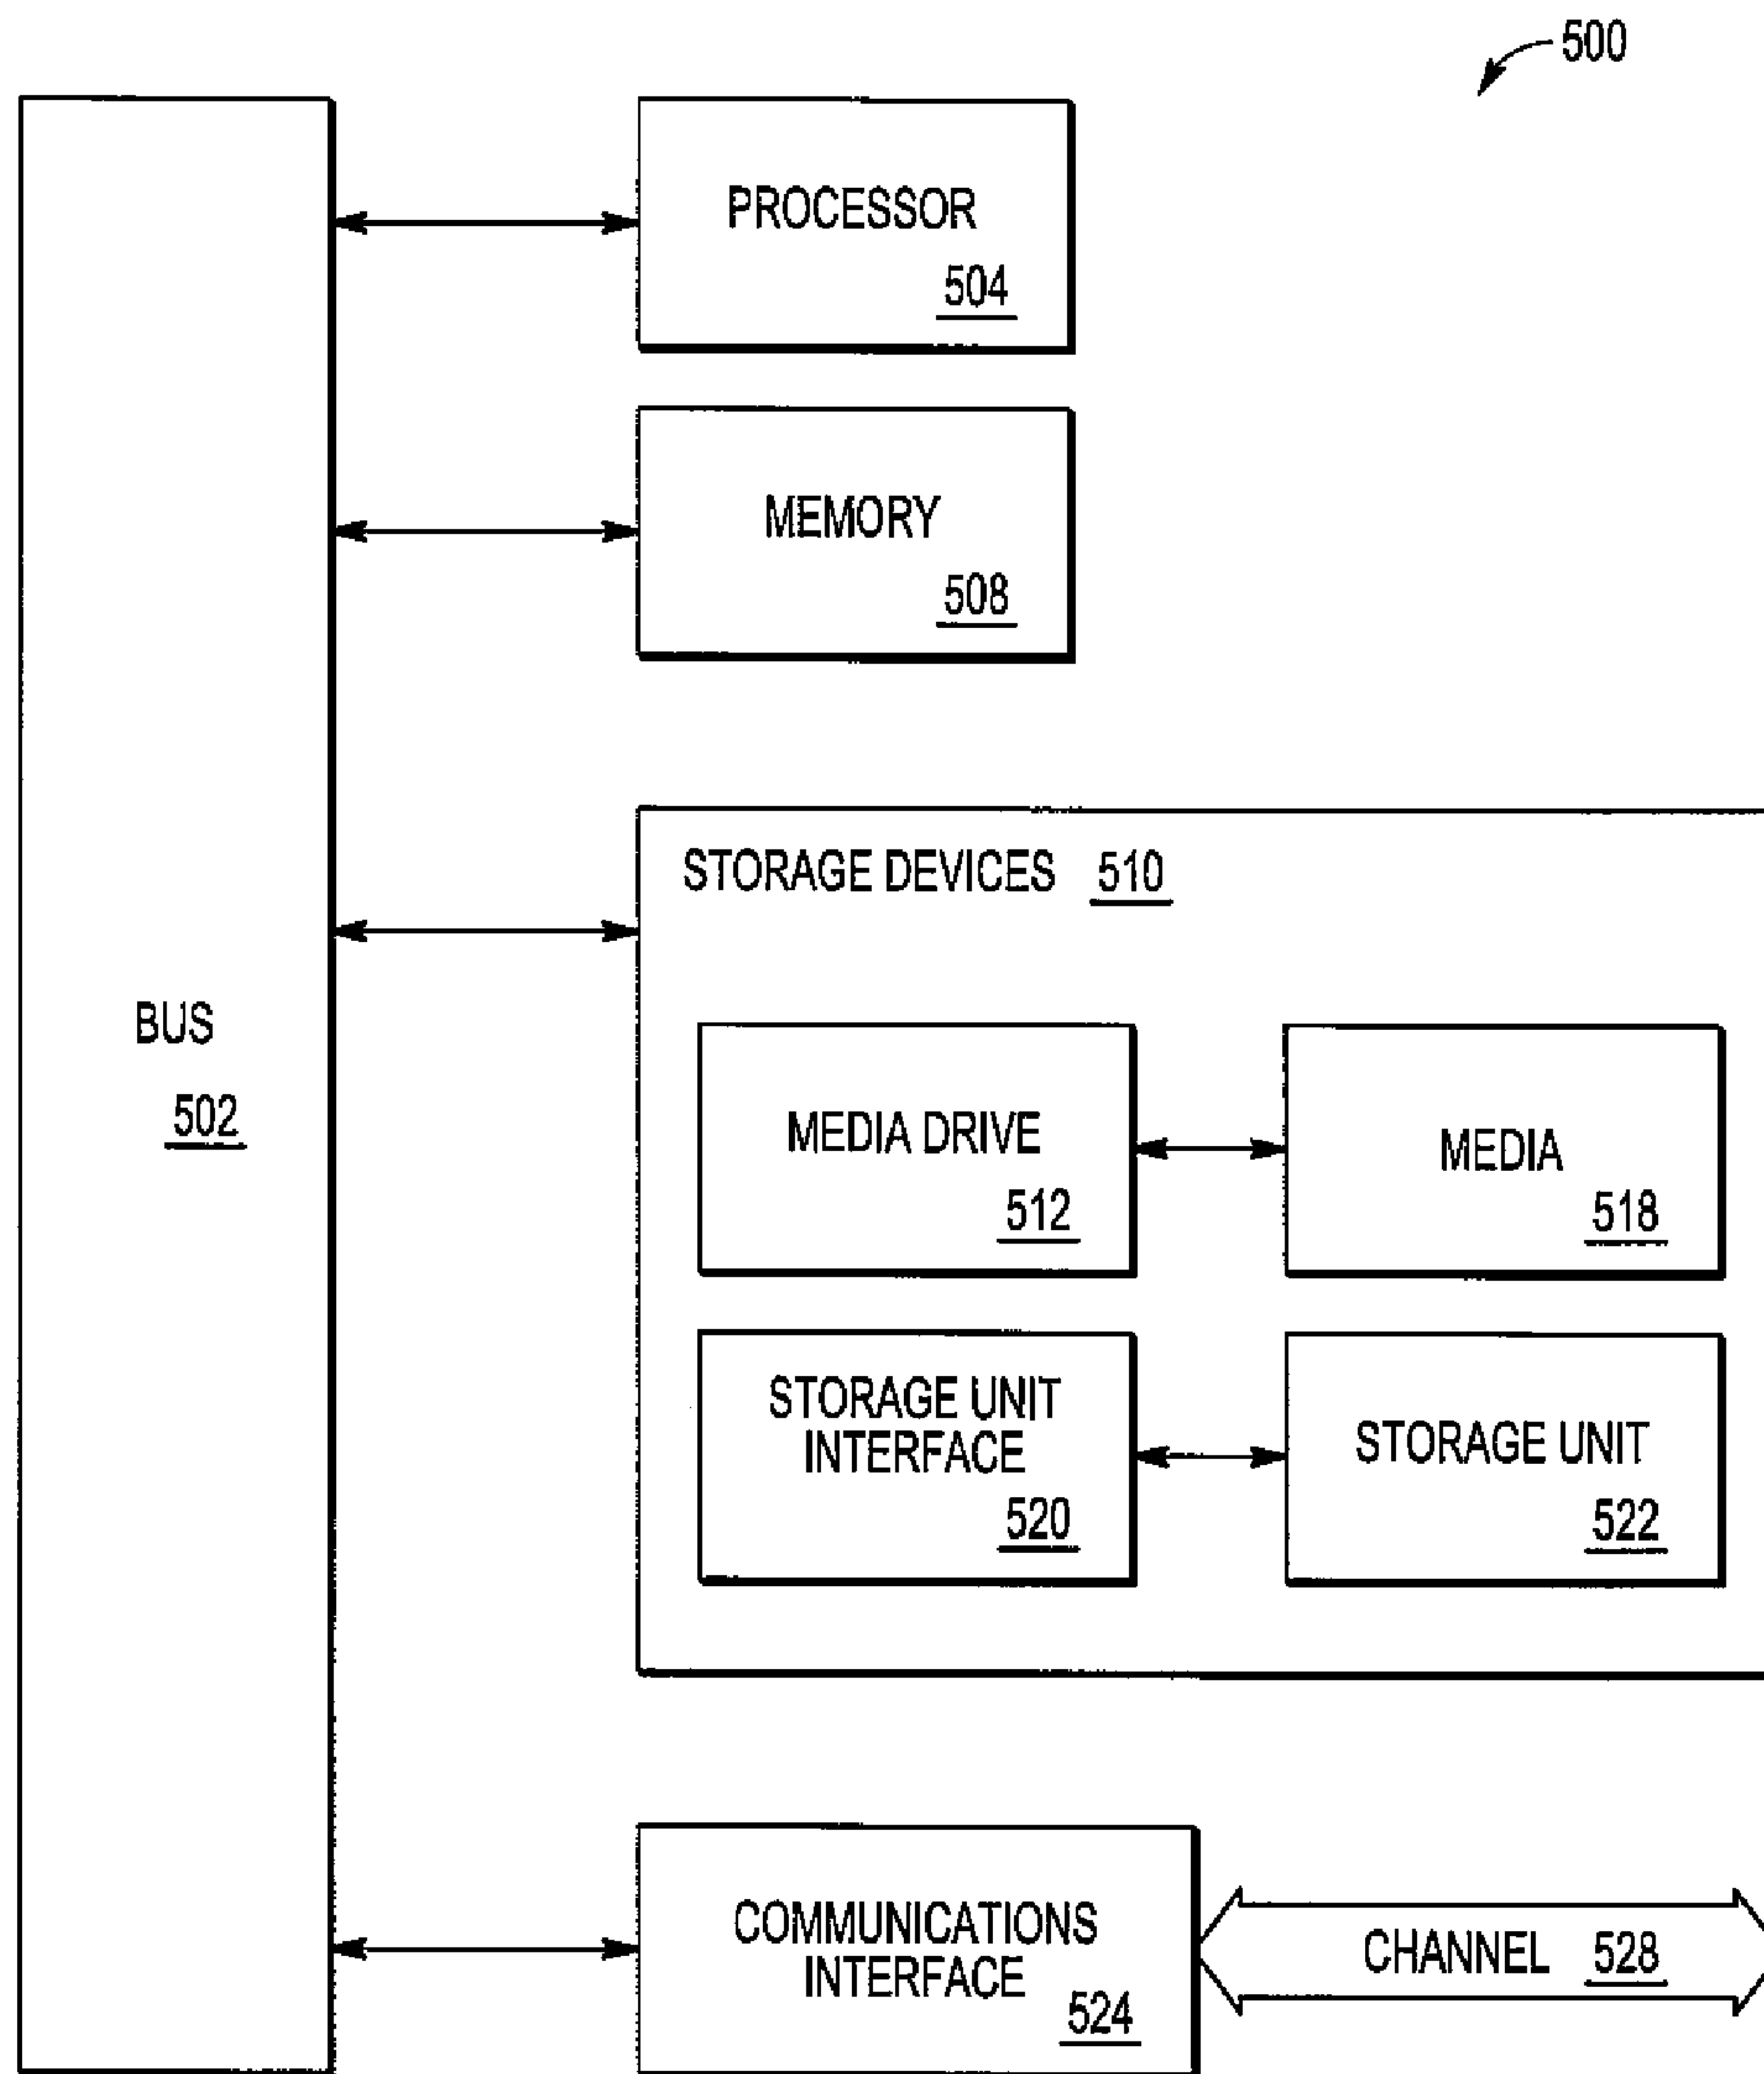 500
PROCESSOR
504
MEMORY
508
STORAGE DEVICES 510
BUS
502
MEDIA DRIVE
512
MEDIA
518
STORAGE UNIT
INTERFACE
520
STORAGE UNIT
522
COMMUNICATIONS
INTERFACE
524
CHANNEL 528